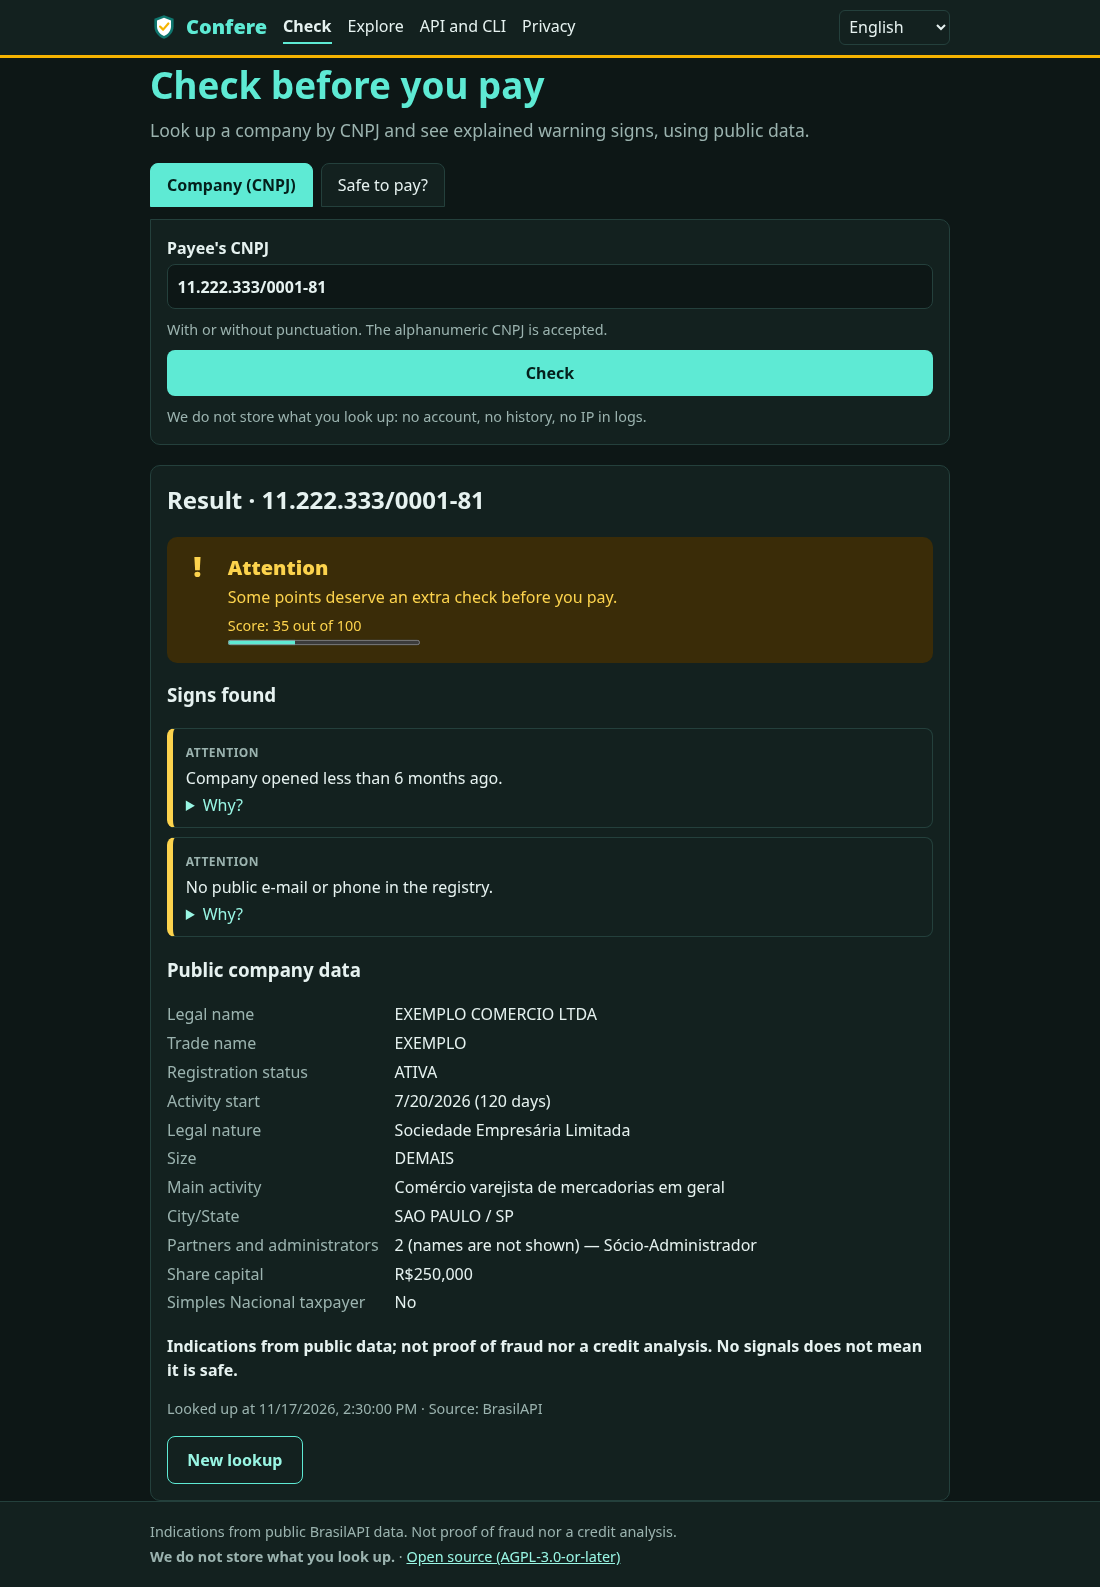 Confere
Check
Explore
API and CLI
Privacy
English
Check before you pay
Look up a company by CNPJ and see explained warning signs, using public data.
Company (CNPJ)
Safe to pay?
Payee's CNPJ
11.222.333/0001-81
With or without punctuation. The alphanumeric CNPJ is accepted.
Check
We do not store what you look up: no account, no history, no IP in logs.
Result · 11.222.333/0001-81
! Attention
Some points deserve an extra check before you pay.
Score: 35 out of 100
Signs found
ATTENTION
Company opened less than 6 months ago.
Why?
ATTENTION
No public e-mail or phone in the registry.
Why?
Public company data
Legal name EXEMPLO COMERCIO LTDA
Trade name EXEMPLO
Registration status ATIVA
Activity start 7/20/2026 (120 days)
Legal nature Sociedade Empresária Limitada
Size DEMAIS
Main activity Comércio varejista de mercadorias em geral
City/State SAO PAULO / SP
Partners and administrators 2 (names are not shown) — Sócio-Administrador
Share capital R$250,000
Simples Nacional taxpayer No
Indications from public data; not proof of fraud nor a credit analysis. No signals does not mean
it is safe.
Looked up at 11/17/2026, 2:30:00 PM · Source: BrasilAPI
New lookup
Indications from public BrasilAPI data. Not proof of fraud nor a credit analysis.
We do not store what you look up. · Open source (AGPL-3.0-or-later)